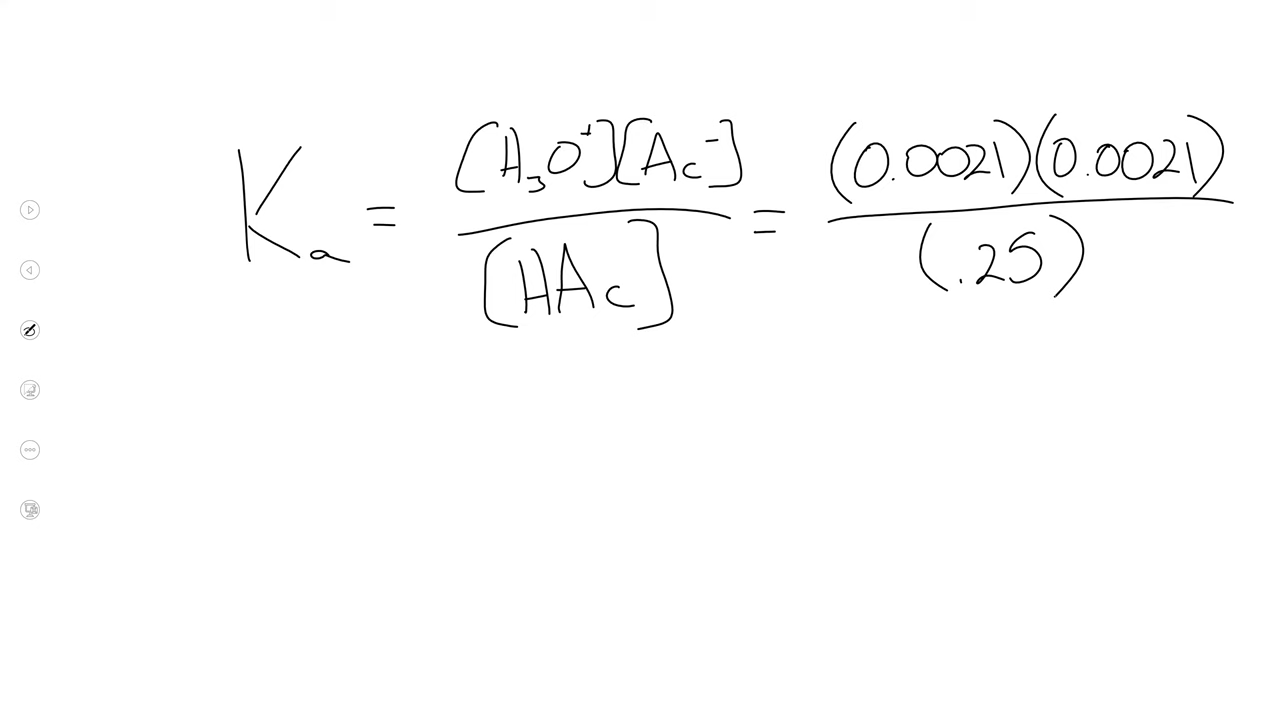 Ka = [H₃O⁺][Ac⁻] / [HAc] = (0.0021)(0.0021) / (.25)